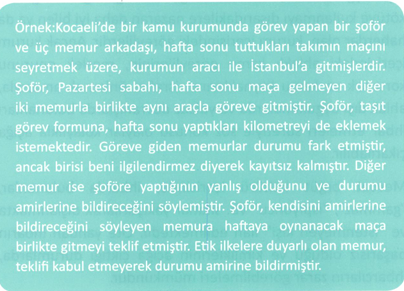 Örnek:Kocaeli'de bir kamu kurumunda görev yapan bir şoför
ve üç memur arkadaşı, hafta sonu tuttukları takımın maçını
seyretmek üzere, kurumun aracı ile İstanbul'a gitmişlerdir.
Şoför, Pazartesi sabahı, hafta sonu maça gelmeyen diğer
iki memurla birlikte aynı araçla göreve gitmiştir. Şoför, taşıt
görev formuna, hafta sonu yaptıkları kilometreyi de eklemek
istemektedir. Göreve giden memurlar durumu fark etmiştir,
ancak birisi beni ilgilendirmez diyerek kayıtsız kalmıştır. Diğer
memur ise şoföre yaptığının yanlış olduğunu ve durumu
amirlerine bildireceğini söylemiştir. Şoför, kendisini amirlerine
bildireceğini söyleyen memura haftaya oynanacak maça
birlikte gitmeyi teklif etmiştir. Etik ilkelere duyarlı olan memur,
teklifi kabul etmeyerek durumu amirine bildirmiştir.